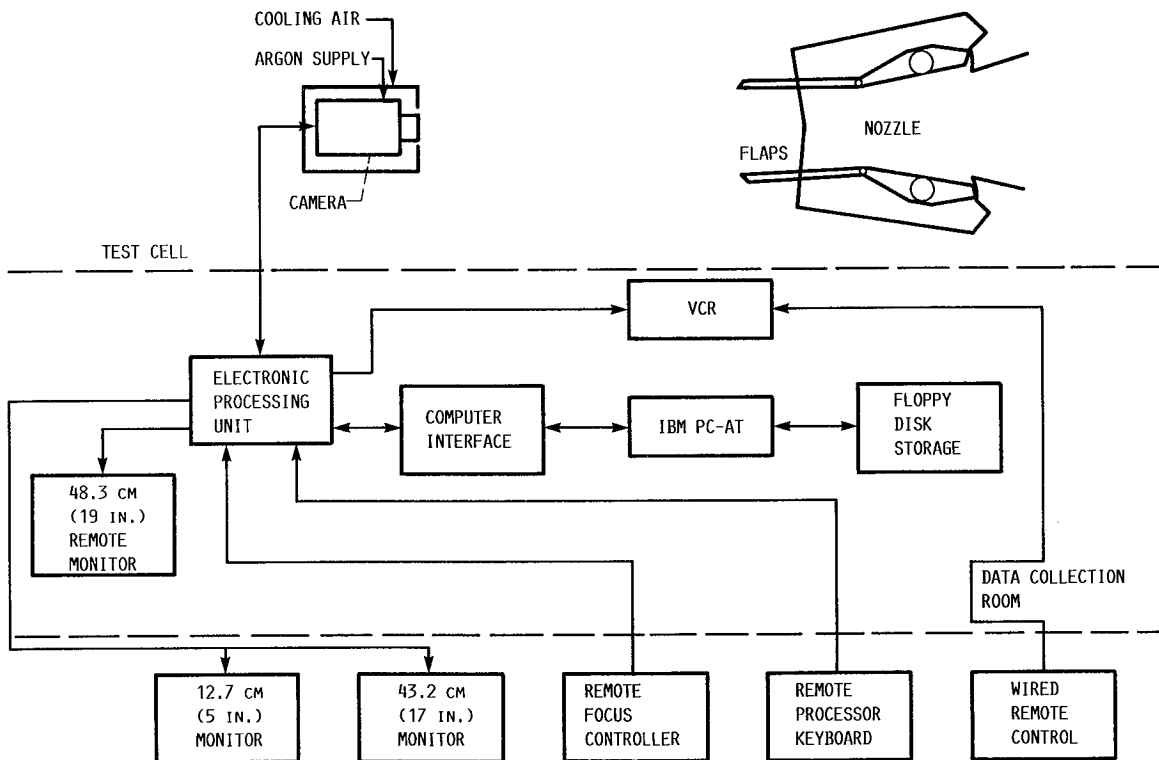 COOLING AIR
ARGON SUPPLY
CAMERA
NOZZLE
FLAPS
TEST CELL
VCR
ELECTRONIC
PROCESSING
UNIT
COMPUTER
INTERFACE
IBM PC-AT
FLOPPY
DISK
STORAGE
48.3 CM
(19 IN.)
REMOTE
MONITOR
DATA COLLECTION
ROOM
12.7 CM
(5 IN.)
MONITOR
43.2 CM
(17 IN.)
MONITOR
REMOTE
FOCUS
CONTROLLER
REMOTE
PROCESSOR
KEYBOARD
WIRED
REMOTE
CONTROL